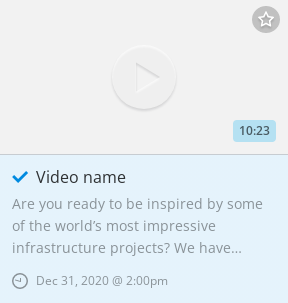 10:23
Video name
Are you ready to be inspired by some
of the world's most impressive
infrastructure projects? We have...
Dec 31, 2020 @ 2:00pm